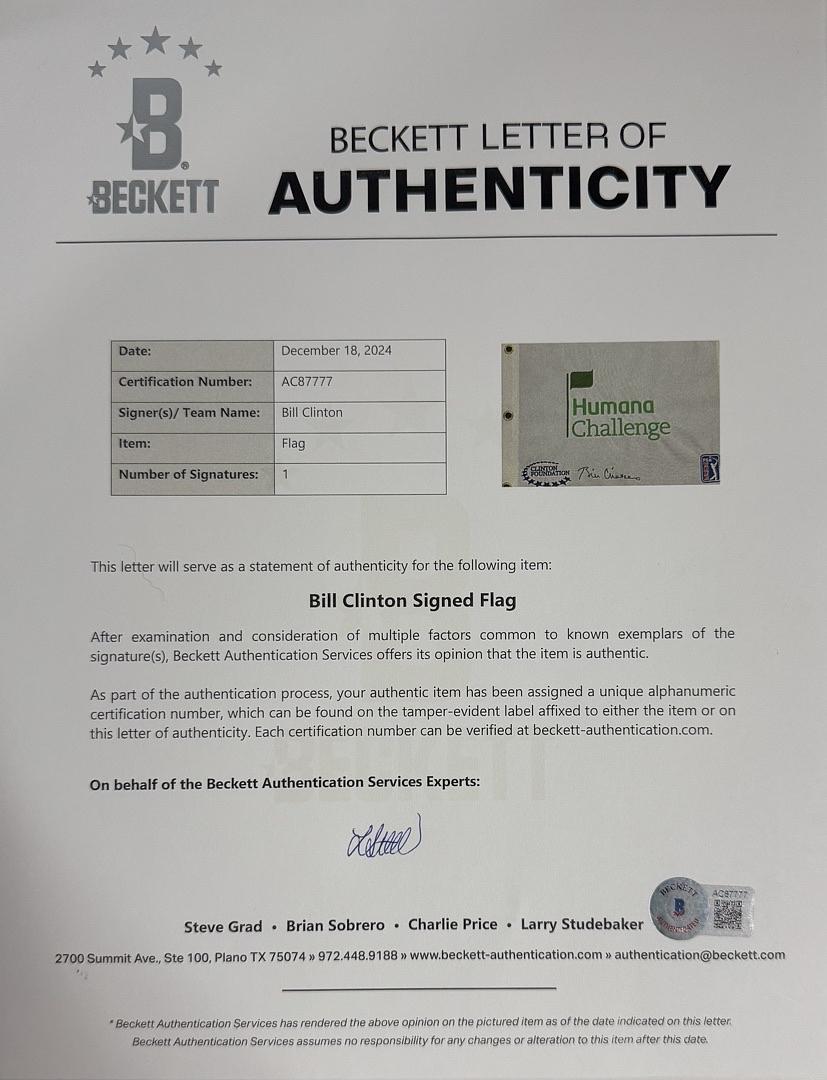 B®
BECKETT
BECKETT LETTER OF
AUTHENTICITY
Date: December 18, 2024
Certification Number: AC87777
Signer(s)/ Team Name: Bill Clinton
Item: Flag
Number of Signatures: 1
Humana
Challenge
CLINTON
FOUNDATION
This letter will serve as a statement of authenticity for the following item:
Bill Clinton Signed Flag
After examination and consideration of multiple factors common to known exemplars of the
signature(s), Beckett Authentication Services offers its opinion that the item is authentic.
As part of the authentication process, your authentic item has been assigned a unique alphanumeric
certification number, which can be found on the tamper-evident label affixed to either the item or on
this letter of authenticity. Each certification number can be verified at beckett-authentication.com.
On behalf of the Beckett Authentication Services Experts:
BECKETT
B
AC87777
Steve Grad • Brian Sobrero • Charlie Price • Larry Studebaker
2700 Summit Ave., Ste 100, Plano TX 75074 » 972.448.9188 » www.beckett-authentication.com » authentication@beckett.com
* Beckett Authentication Services has rendered the above opinion on the pictured item as of the date indicated on this letter.
Beckett Authentication Services assumes no responsibility for any changes or alteration to this item after this date.